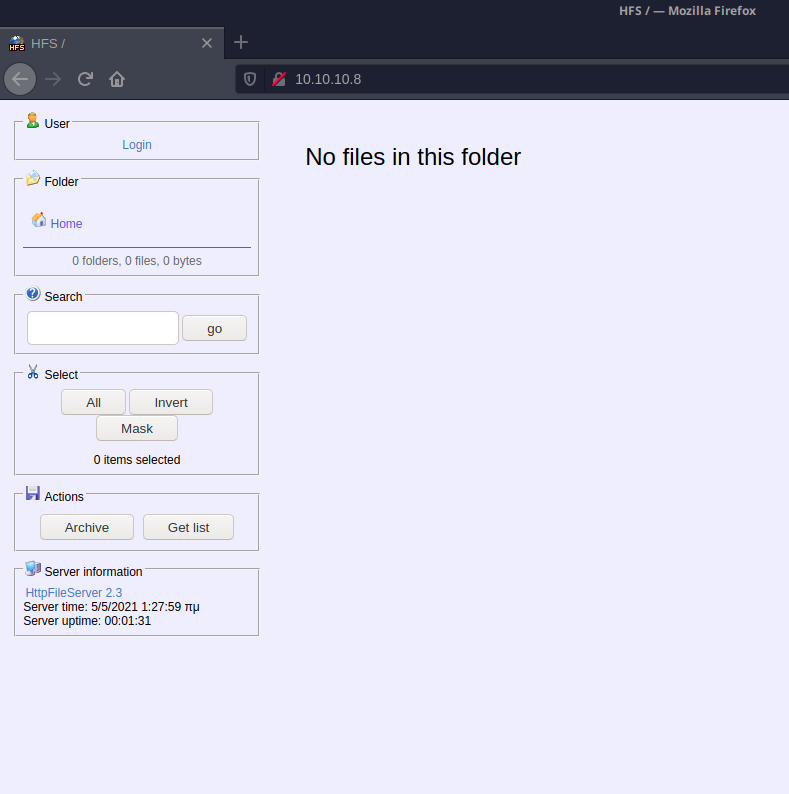 HFS / — Mozilla Firefox
HFS /
10.10.10.8
User
Login
Folder
Home
0 folders, 0 files, 0 bytes
Search
go
Select
All Invert
Mask
0 items selected
Actions
Archive Get list
Server information
HttpFileServer 2.3
Server time: 5/5/2021 1:27:59 πμ
Server uptime: 00:01:31
No files in this folder